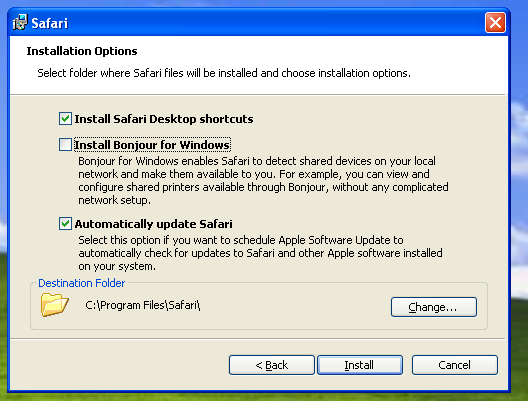 Safari
Installation Options
Select folder where Safari files will be installed and choose installation options.
Install Safari Desktop shortcuts
Install Bonjour for Windows
Bonjour for Windows enables Safari to detect shared devices on your local
network and make them available to you. For example, you can view and
configure shared printers available through Bonjour, without any complicated
network setup.
Automatically update Safari
Select this option if you want to schedule Apple Software Update to
automatically check for updates to Safari and other Apple software installed
on your system.
Destination Folder
C:\Program Files\Safari\
Change...
< Back
Install
Cancel